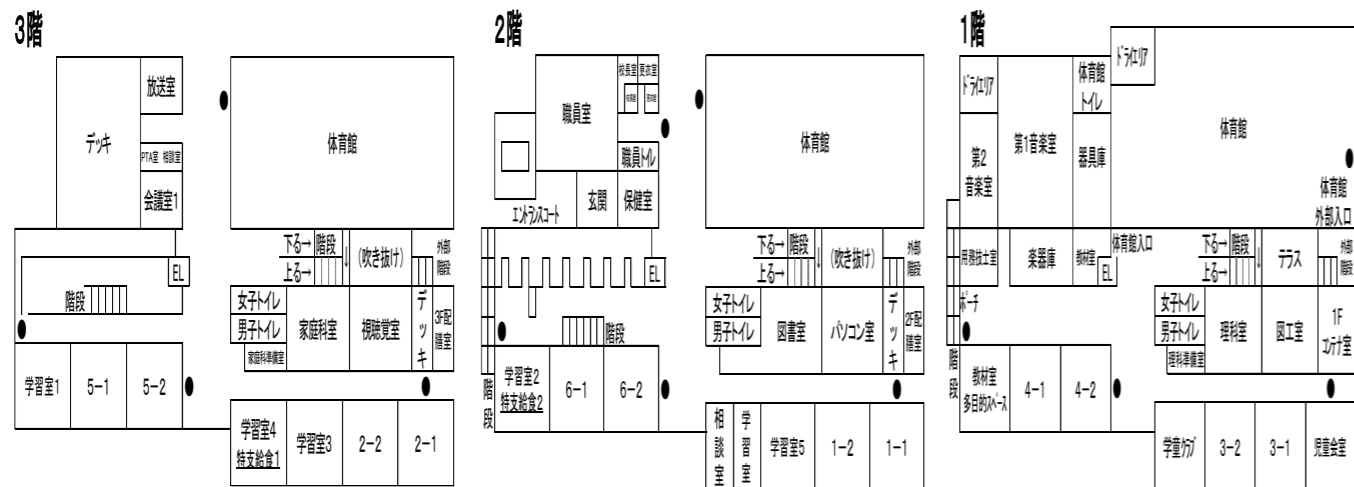 3階
放送室
デッキ
PTA室 相談室
会議室1
体育館
下る→
階段
↓
(吹き抜け)
外部
階段
上る→
EL
階段
女子トイレ
男子トイレ
家庭科準備室
家庭科室
視聴覚室
デッキ
3F配
膳室
学習室1
5-1
5-2
学習室4
特支給食1
学習室3
2-2
2-1
2階
校長室
更衣室
職員室
職員トイレ
玄関
保健室
エントランスコート
体育館
下る→
階段
↓
(吹き抜け)
外部
階段
上る→
EL
階段
女子トイレ
男子トイレ
図書室
パソコン室
デッキ
2F配
膳室
階段
学習室2
特支給食2
6-1
6-2
相談室
学習室
学習室5
1-2
1-1
1階
ドライエリア
体育館
トイレ
ドライエリア
第2
音楽室
第1音楽室
器具庫
体育館
体育館
外部入口
用務技士室
楽器庫
教材室
体育館入口
EL
下る→
階段
↓
テラス
外部
階段
上る→
ポーチ
女子トイレ
男子トイレ
理科準備室
理科室
図工室
1F
コンテナ室
階段
教材室
多目的スペース
4-1
4-2
学童クラブ
3-2
3-1
児童会室